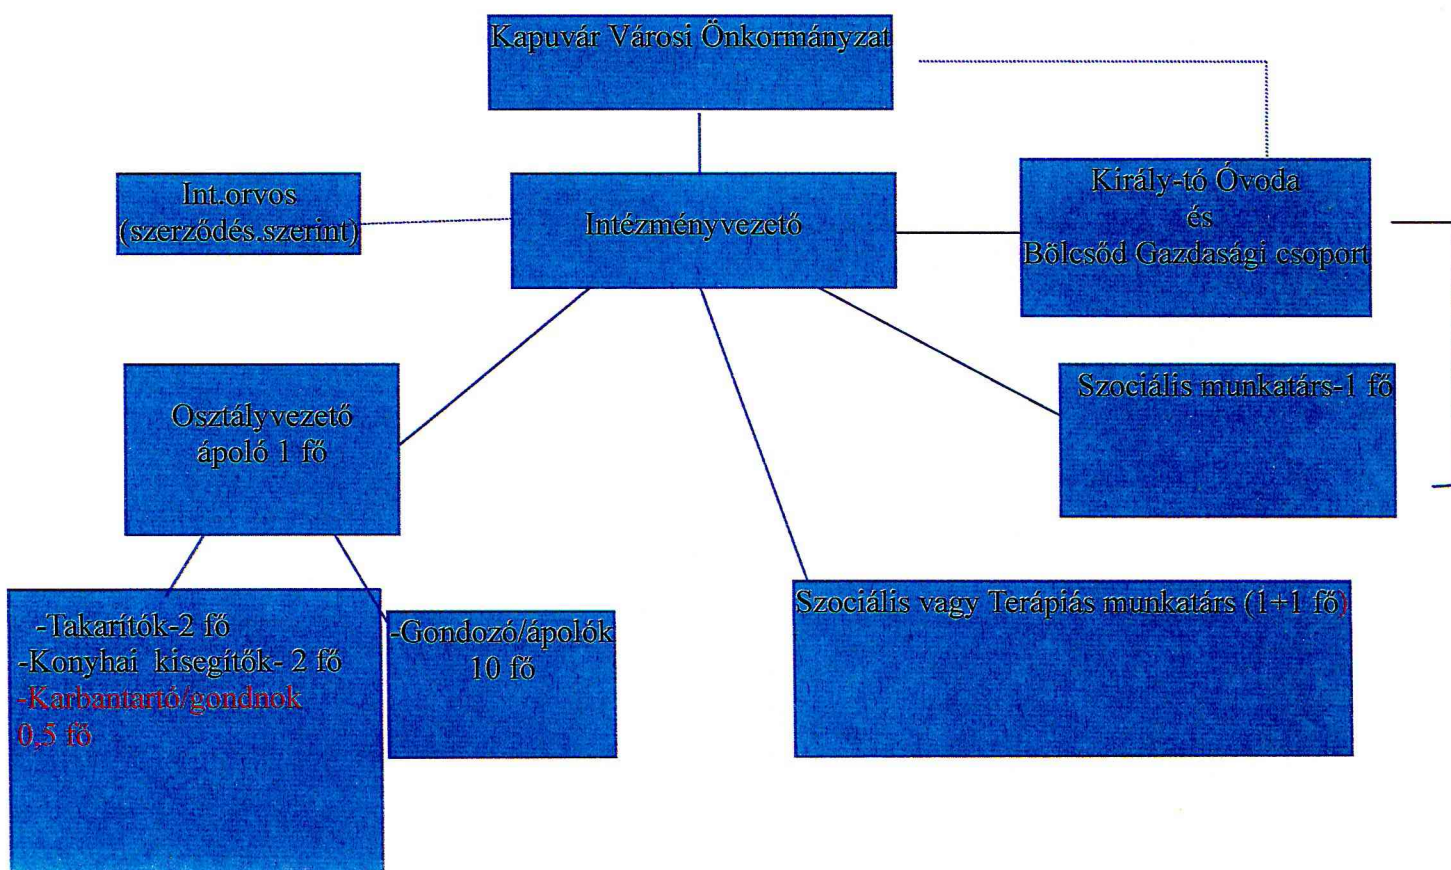 Kapuvár Városi Önkormányzat
Int.orvos
(szerződés.szerint)
Intézményvezető
Király-tó Óvoda
és
Bölcsőd Gazdasági csoport
Osztályvezető
ápoló 1 fő
Szociális munkatárs-1 fő
-Takarítók-2 fő
-Konyhai kisegítők- 2 fő
-Karbantartó/gondnok
0,5 fő
-Gondozó/ápolók
10 fő
Szociális vagy Terápiás munkatárs (1+1 fő)